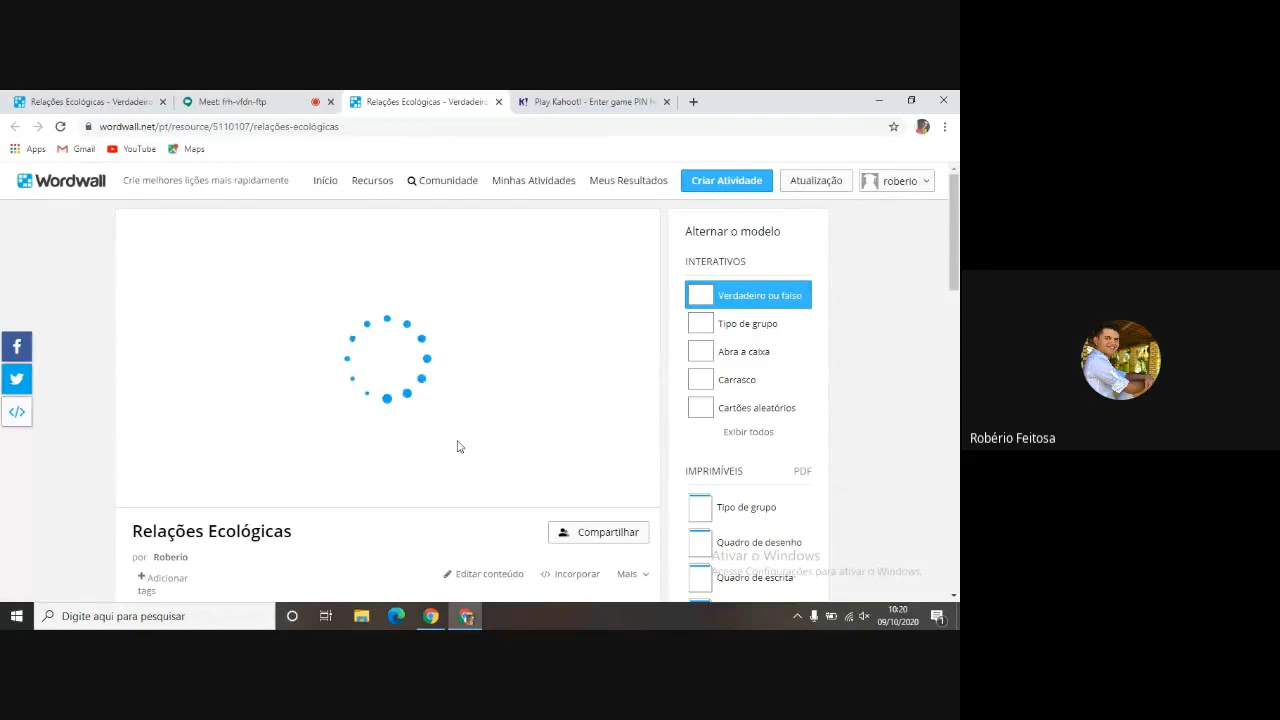 Relações Ecológicas - Verdadeiro
Meet: frh-vfdn-ftp
Relações Ecológicas - Verdadeiro
Play Kahoot! - Enter game PIN h
wordwall.net/pt/resource/5110107/relações-ecológicas
Apps
Gmail
YouTube
Maps
Wordwall
Crie melhores lições mais rapidamente
Início
Recursos
Comunidade
Minhas Atividades
Meus Resultados
Criar Atividade
Atualização
roberio
Alternar o modelo
INTERATIVOS
Verdadeiro ou falso
Tipo de grupo
Abra a caixa
Carrasco
Cartões aleatórios
Exibir todos
IMPRIMÍVEIS
PDF
Tipo de grupo
Quadro de desenho
Quadro de escrita
Ativar o Windows
Acesse Configurações para ativar o Windows.
Relações Ecológicas
Compartilhar
por Roberio
Adicionar
tags
Editar conteúdo
Incorporar
Mais
Robério Feitosa
Digite aqui para pesquisar
10:20
09/10/2020
1